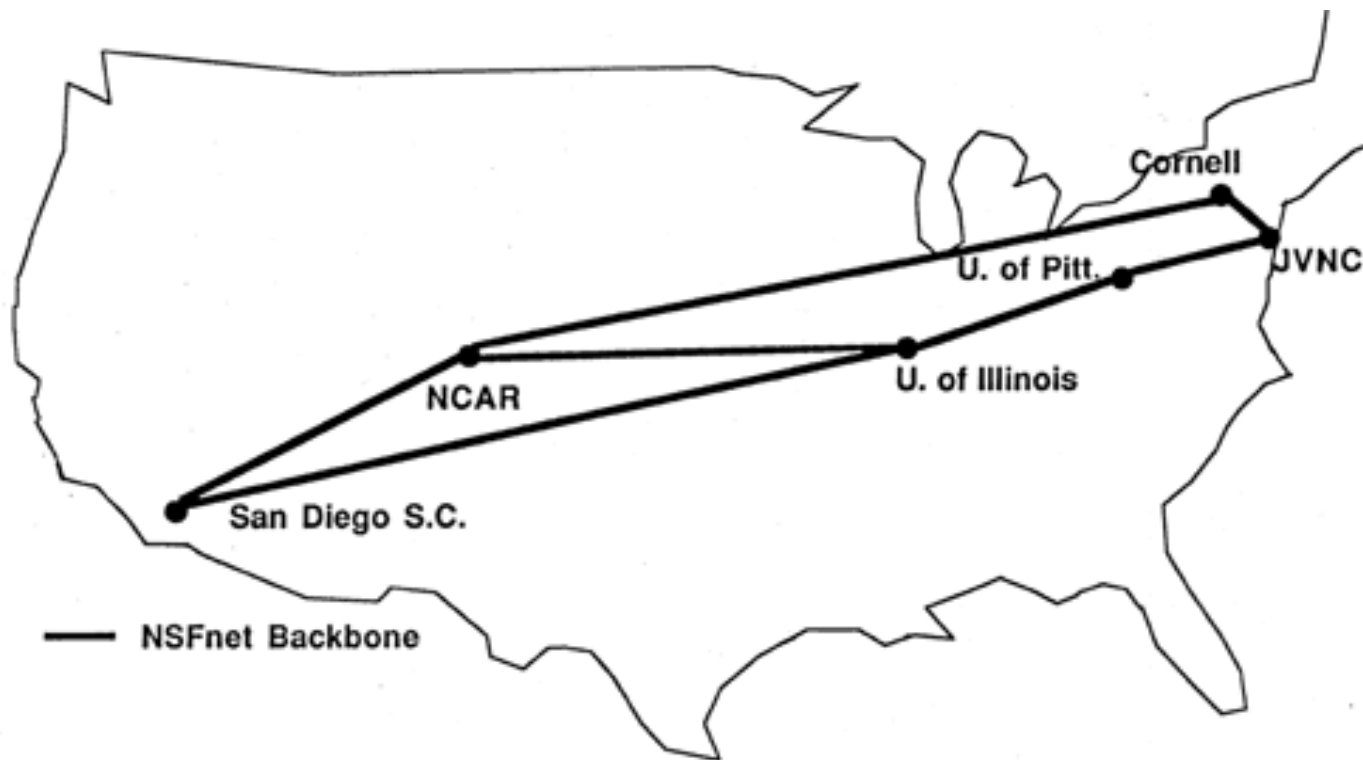 Cornell
U. of Pitt.
JVNC
NCAR
U. of Illinois
San Diego S.C.
NSFnet Backbone